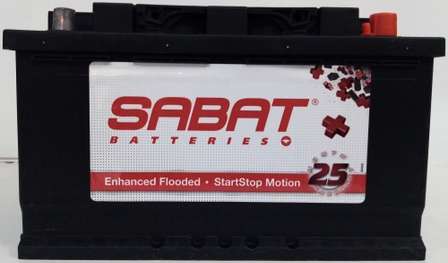 SABAT®
BATTERIES
Enhanced Flooded • StartStop Motion
25